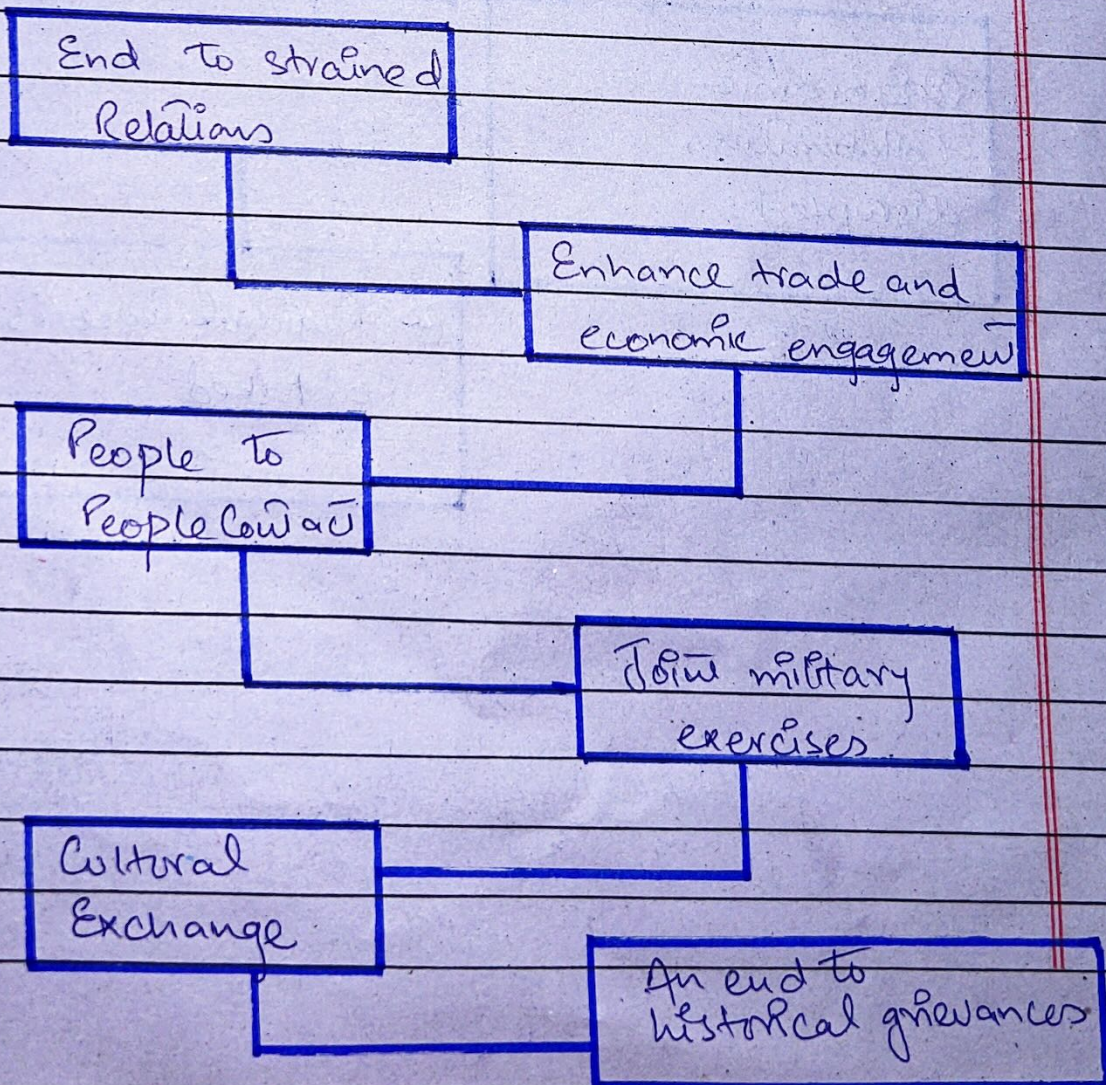 End to strained
Relations
Enhance trade and
economic engagement
People to
People Contact
Joint military
exercises.
Cultural
Exchange
An end to
historical grievances